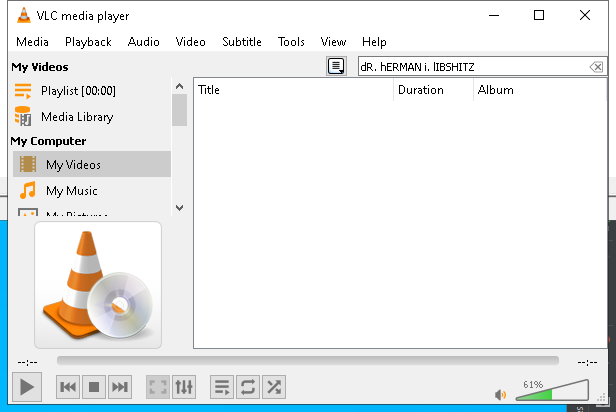 VLC media player
Media Playback Audio Video Subtitle Tools View Help
My Videos
dR. hERMAN i. lIBSHITZ
Playlist [00:00]
Media Library
My Computer
My Videos
My Music
My Pictures
Title Duration Album
--:-- --:--
61%